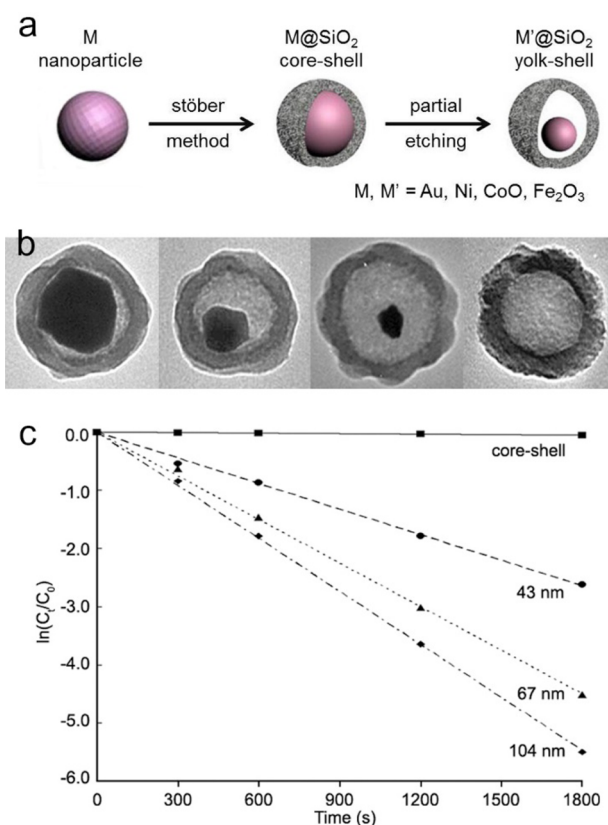 a
M
nanoparticle
stöber
method
M@SiO₂
core-shell
partial
etching
M'@SiO₂
yolk-shell
M, M' = Au, Ni, CoO, Fe₂O₃
b
c
ln(Cₜ/C₀)
0.0
-1.0
-2.0
-3.0
-4.0
-5.0
-6.0
core-shell
43 nm
67 nm
104 nm
0
300
600
900
1200
1500
1800
Time (s)